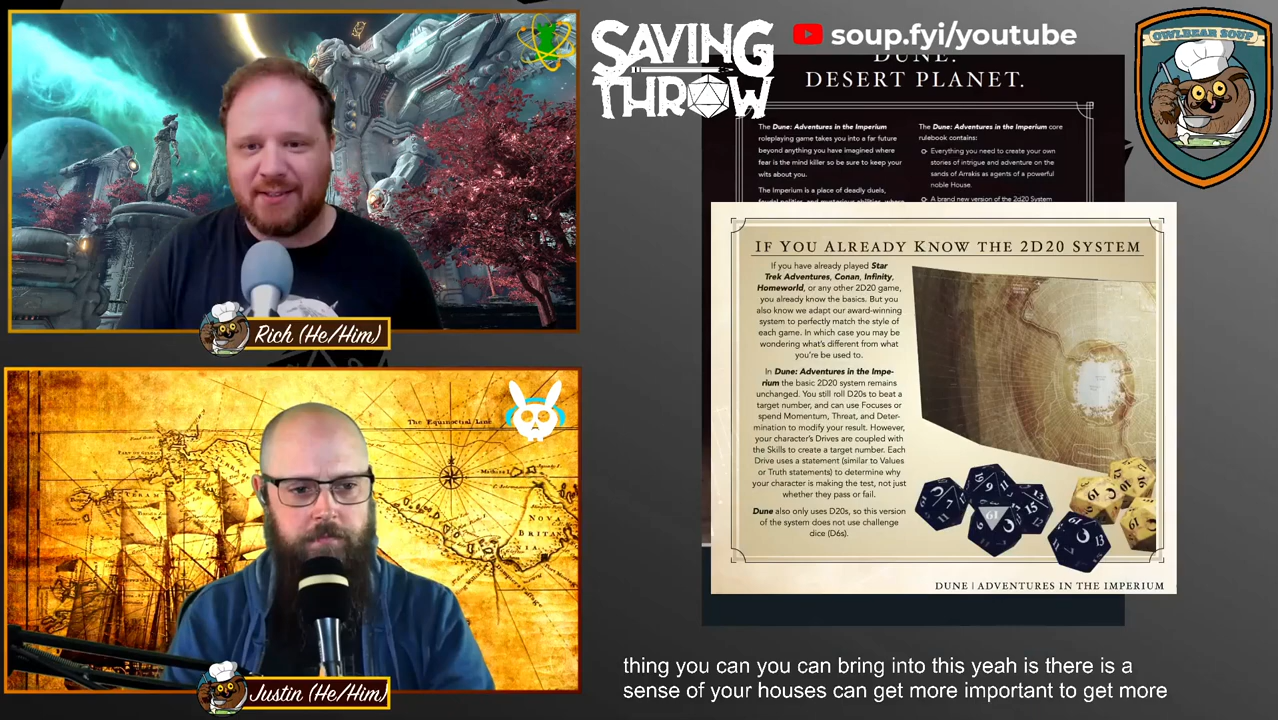 SAVING
THROW
soup.fyi/youtube
OWLBEAR SOUP
DUNE.
DESERT PLANET.
The Dune: Adventures in the Imperium
roleplaying game takes you into a far future
beyond anything you have imagined where
fear is the mind killer so be sure to keep your
wits about you.
The Imperium is a place of deadly duels,
feudal politics, and mysterious abilities, where
The Dune: Adventures in the Imperium core
rulebook contains:
Everything you need to create your own
stories of intrigue and adventure on the
sands of Arrakis as agents of a powerful
noble House.
A brand new version of the 2d20 System
IF YOU ALREADY KNOW THE 2D20 SYSTEM
If you have already played Star
Trek Adventures, Conan, Infinity,
Homeworld, or any other 2D20 game,
you already know the basics. But you
also know we adapt our award-winning
system to perfectly match the style of
each game. In which case you may be
wondering what's different from what
you're be used to.
In Dune: Adventures in the Impe-
rium the basic 2D20 system remains
unchanged. You still roll D20s to beat a
target number, and can use Focuses or
spend Momentum, Threat, and Deter-
mination to modify your result. However,
your character's Drives are coupled with
the Skills to create a target number. Each
Drive uses a statement (similar to Values
or Truth statements) to determine why
your character is making the test, not just
whether they pass or fail.
Dune also only uses D20s, so this version
of the system does not use challenge
dice (D6s).
DUNE | ADVENTURES IN THE IMPERIUM
Rich (He/Him)
The Equinoctial Line
NOVA
BRITAN
Justin (He/Him)
thing you can you can bring into this yeah is there is a
sense of your houses can get more important to get more